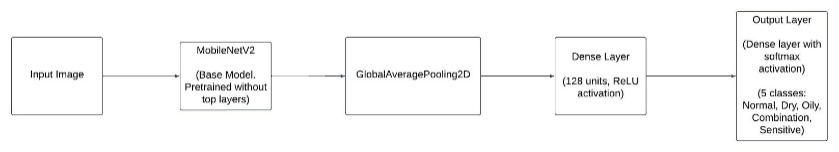 Input Image
MobileNetV2
(Base Model.
Pretrained without
top layers)
GlobalAveragePooling2D
Dense Layer
(128 units, ReLU
activation)
Output Layer
(Dense layer with
softmax
activation)
(5 classes:
Normal, Dry, Oily,
Combination,
Sensitive)